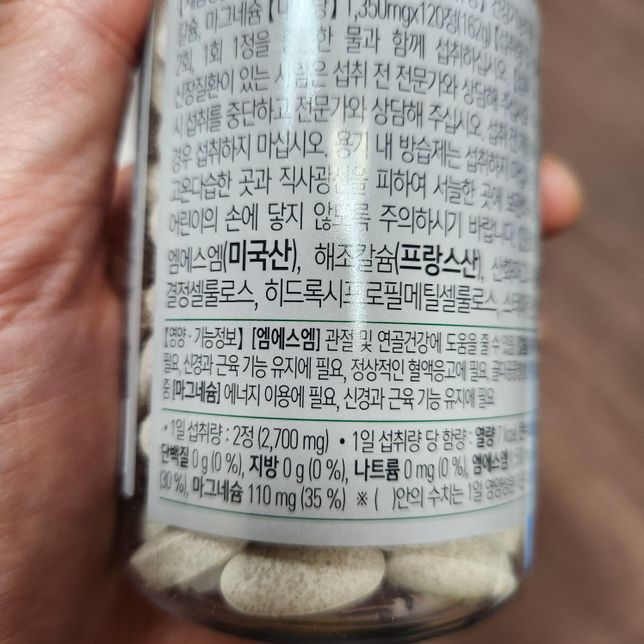 칼슘, 마그네슘 1,350mgx120정(162g)
2회, 1회 1정을 물과 함께 섭취하십시오
신장질환이 있는 사람은 섭취 전 전문가와 상담해
시 섭취를 중단하고 전문가와 상담해 주십시오. 섭취 전
경우 섭취하지 마십시오. 용기 내 방습제는 섭취하지
고온다습한 곳과 직사광선을 피하여 서늘한 곳에
어린이의 손에 닿지 않도록 주의하시기 바랍니다
엠에스엠(미국산), 해조칼슘(프랑스산),
결정셀룰로스, 히드록시프로필메틸셀룰로스,
[영양·기능정보] [엠에스엠] 관절 및 연골건강에 도움을 줄 수 있음
필요, 신경과 근육 기능 유지에 필요, 정상적인 혈액응고에 필요,
줌 [마그네슘] 에너지 이용에 필요, 신경과 근육 기능 유지에 필요
• 1일 섭취량 : 2정 (2,700 mg) • 1일 섭취량 당 함량 : 열량
단백질 0 g (0 %), 지방 0 g (0 %), 나트륨 0 mg (0 %), 엠에스엠
(30 %), 마그네슘 110 mg (35 %) ※ ( )안의 수치는 1일